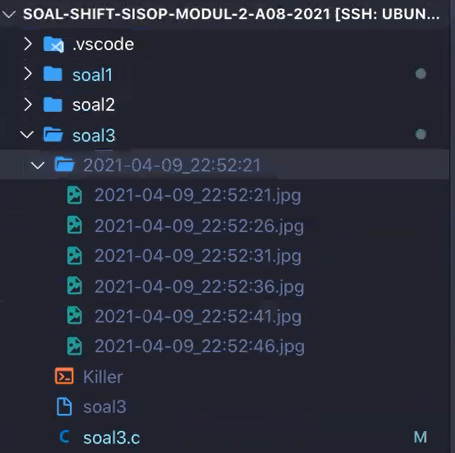 SOAL-SHIFT-SISOP-MODUL-2-A08-2021 [SSH: UBUN...
.vscode
soal1
soal2
soal3
2021-04-09_22:52:21
2021-04-09_22:52:21.jpg
2021-04-09_22:52:26.jpg
2021-04-09_22:52:31.jpg
2021-04-09_22:52:36.jpg
2021-04-09_22:52:41.jpg
2021-04-09_22:52:46.jpg
Killer
soal3
C soal3.c M